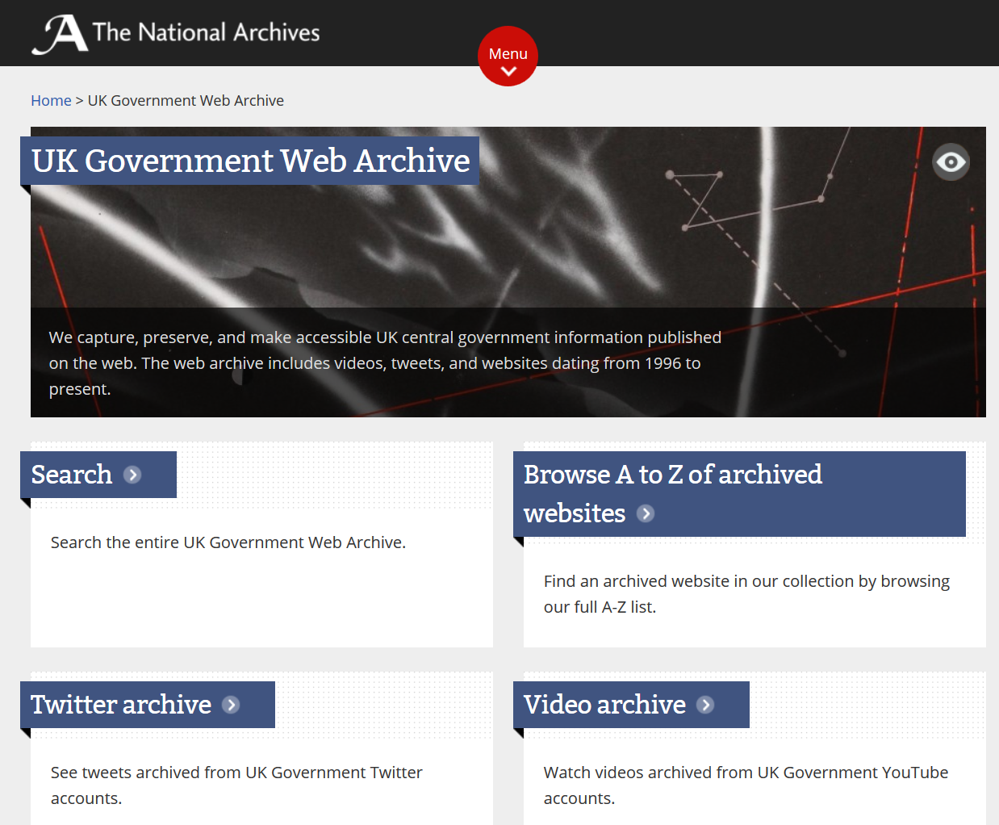 The National Archives
Menu
Home > UK Government Web Archive
UK Government Web Archive
We capture, preserve, and make accessible UK central government information published
on the web. The web archive includes videos, tweets, and websites dating from 1996 to
present.
Search
Search the entire UK Government Web Archive.
Browse A to Z of archived
websites
Find an archived website in our collection by browsing
our full A-Z list.
Twitter archive
See tweets archived from UK Government Twitter
accounts.
Video archive
Watch videos archived from UK Government YouTube
accounts.